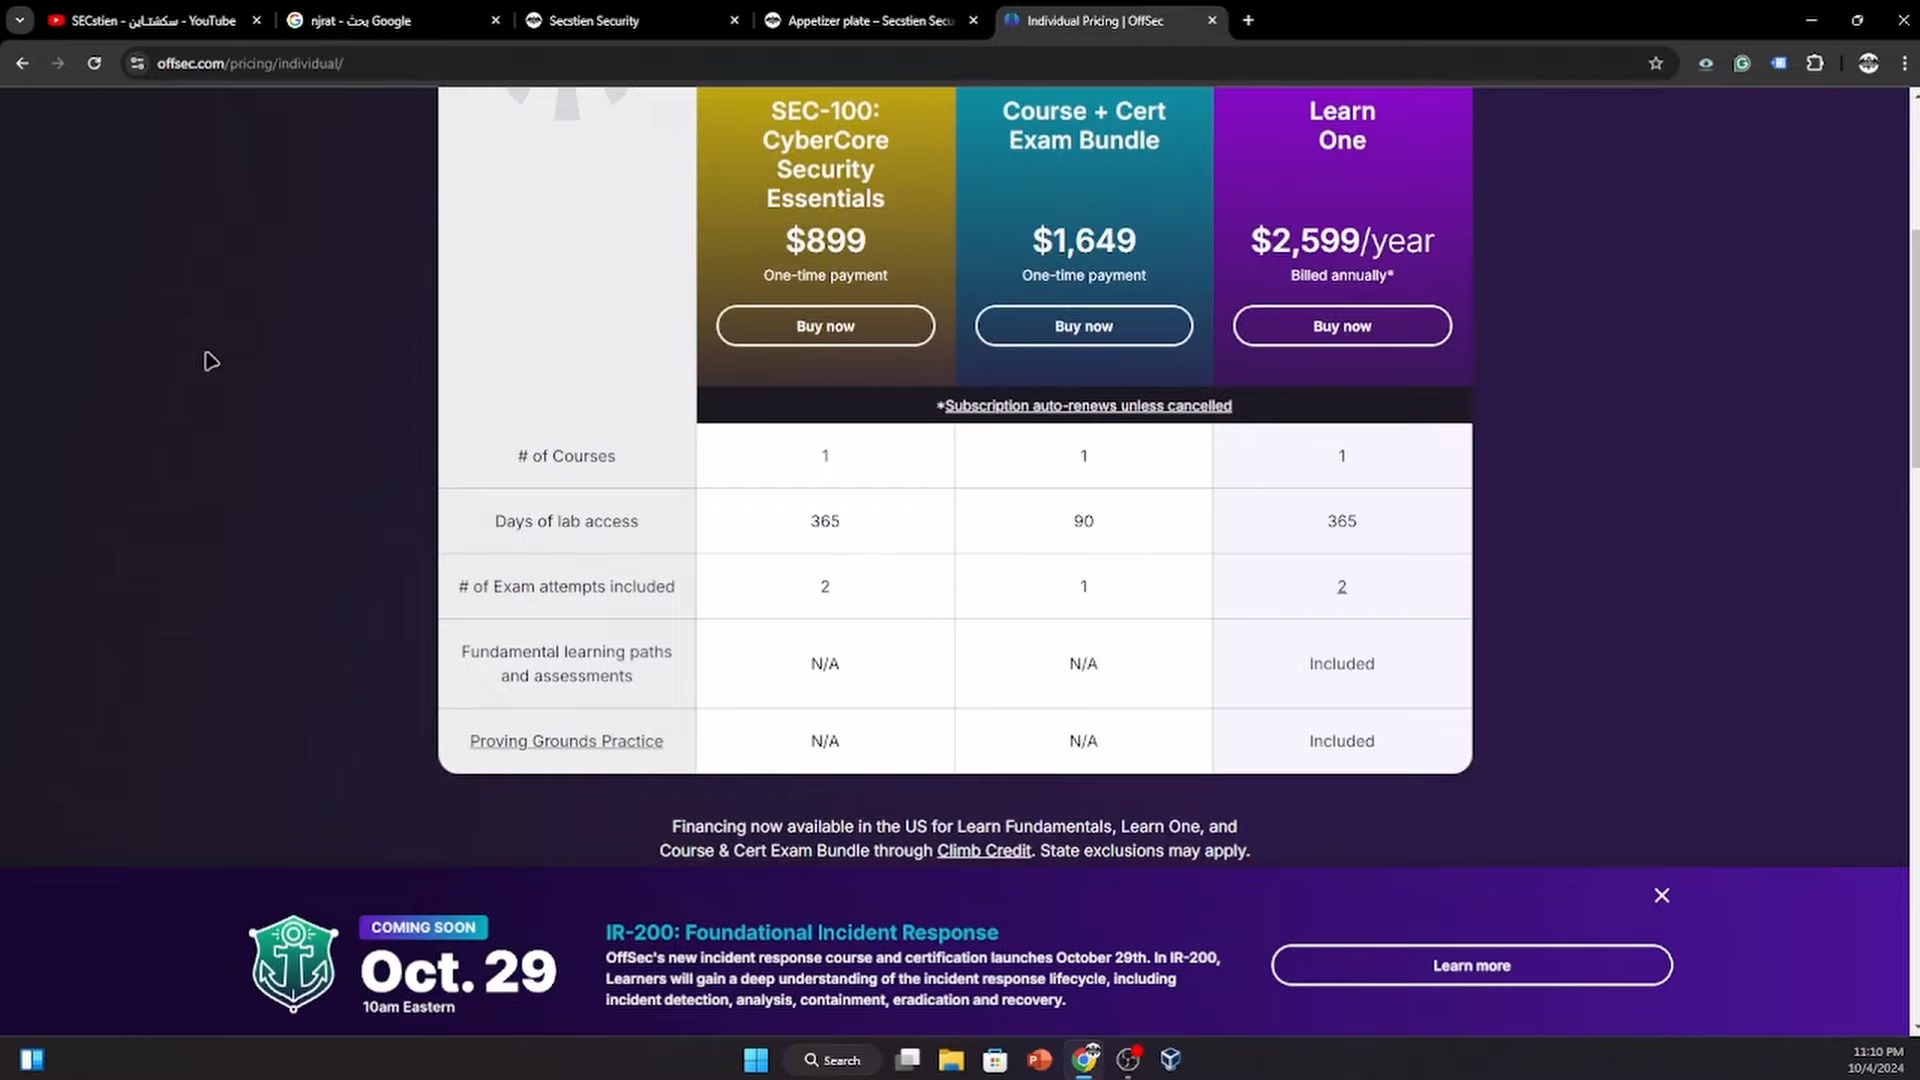 SECstien - سكشتاين - YouTube
njrat - بحث Google
Secstien Security
Appetizer plate – Secstien Secu
Individual Pricing | OffSec
offsec.com/pricing/individual/
SEC-100:
CyberCore
Security
Essentials
$899
One-time payment
Buy now
Course + Cert
Exam Bundle
$1,649
One-time payment
Buy now
Learn
One
$2,599/year
Billed annually*
Buy now
*Subscription auto-renews unless cancelled
# of Courses 1 1 1
Days of lab access 365 90 365
# of Exam attempts included 2 1 2
Fundamental learning paths
and assessments N/A N/A Included
Proving Grounds Practice N/A N/A Included
Financing now available in the US for Learn Fundamentals, Learn One, and
Course & Cert Exam Bundle through Climb Credit. State exclusions may apply.
COMING SOON
Oct. 29
10am Eastern
IR-200: Foundational Incident Response
OffSec's new incident response course and certification launches October 29th. In IR-200,
Learners will gain a deep understanding of the incident response lifecycle, including
incident detection, analysis, containment, eradication and recovery.
Learn more
Search
11:10 PM
10/4/2024